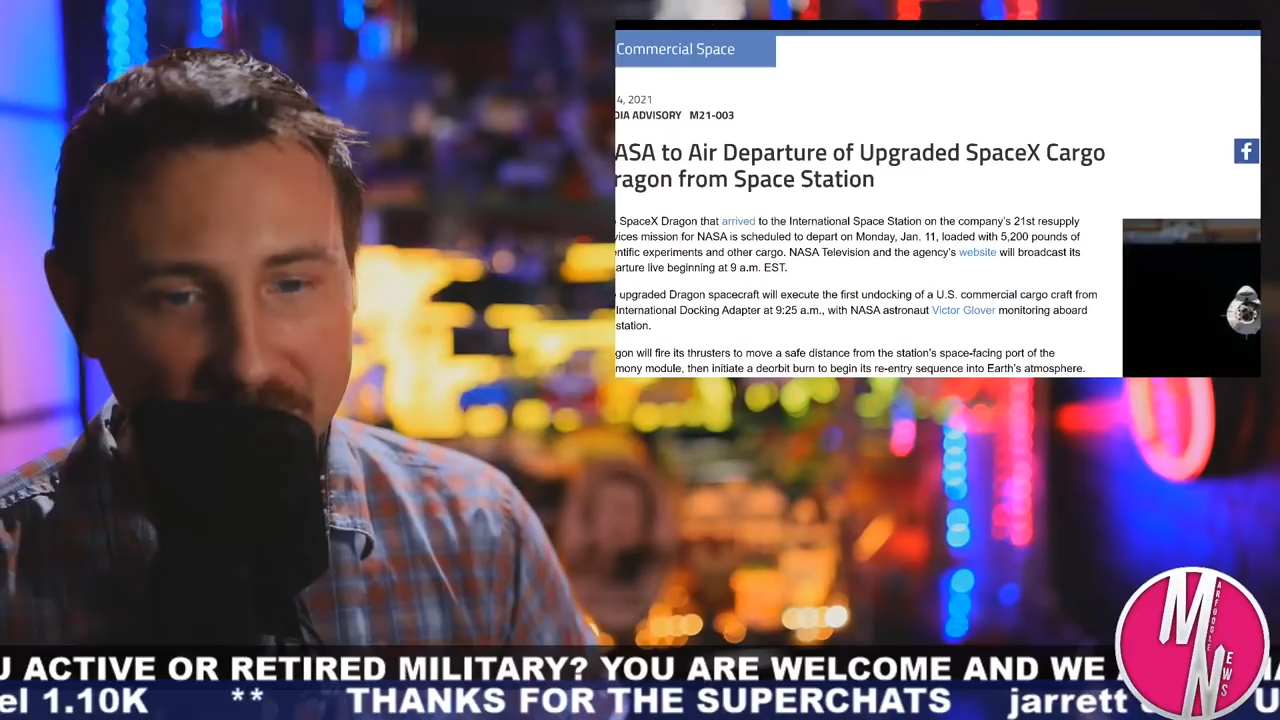 Commercial Space
4, 2021
DIA ADVISORY M21-003
ASA to Air Departure of Upgraded SpaceX Cargo
ragon from Space Station
SpaceX Dragon that arrived to the International Space Station on the company's 21st resupply
vices mission for NASA is scheduled to depart on Monday, Jan. 11, loaded with 5,200 pounds of
entific experiments and other cargo. NASA Television and the agency's website will broadcast its
arture live beginning at 9 a.m. EST.
upgraded Dragon spacecraft will execute the first undocking of a U.S. commercial cargo craft from
International Docking Adapter at 9:25 a.m., with NASA astronaut Victor Glover monitoring aboard
station.
gon will fire its thrusters to move a safe distance from the station's space-facing port of the
mony module, then initiate a deorbit burn to begin its re-entry sequence into Earth's atmosphere.
f
M
ARFOOGLE
N
EWS
U ACTIVE OR RETIRED MILITARY? YOU ARE WELCOME AND WE
el 1.10K ** THANKS FOR THE SUPERCHATS jarrett U